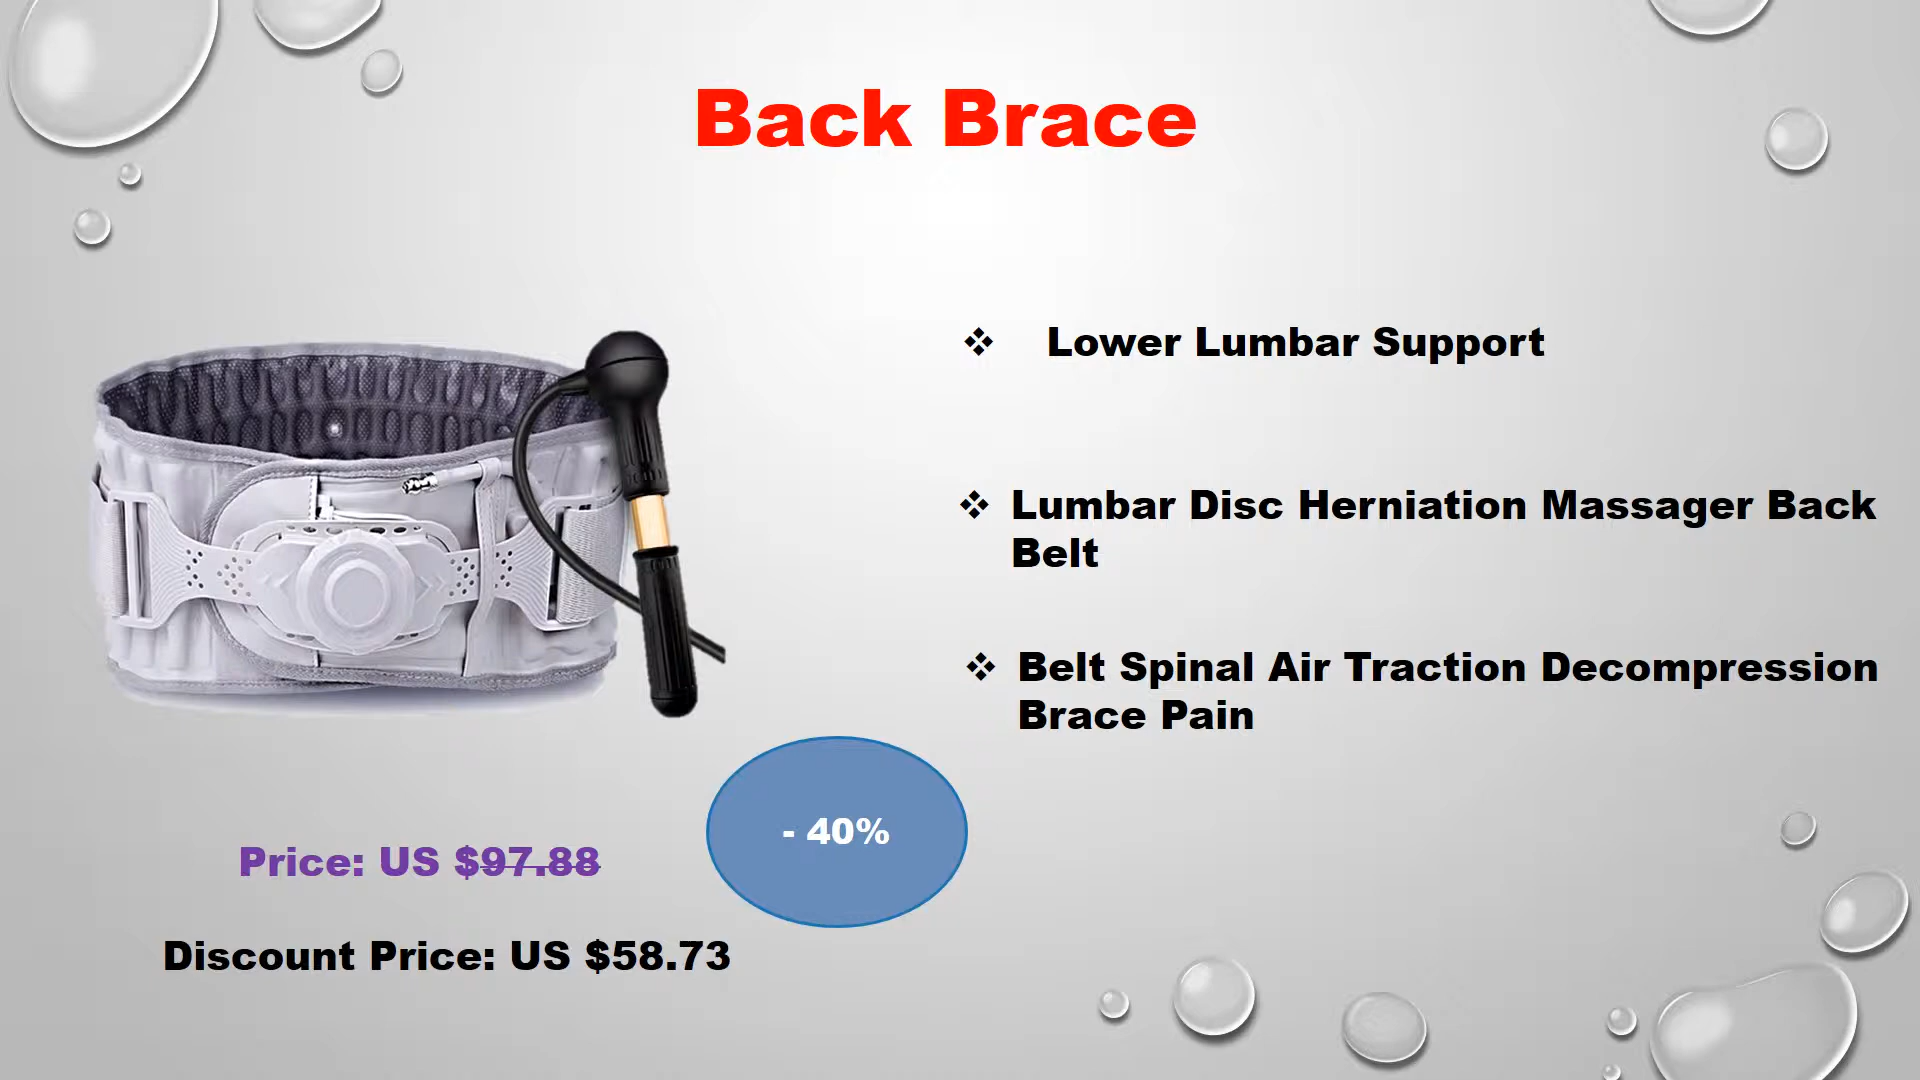 Back Brace
❖ Lower Lumbar Support
❖ Lumbar Disc Herniation Massager Back
Belt
❖ Belt Spinal Air Traction Decompression
Brace Pain
- 40%
Price: US $97.88
Discount Price: US $58.73